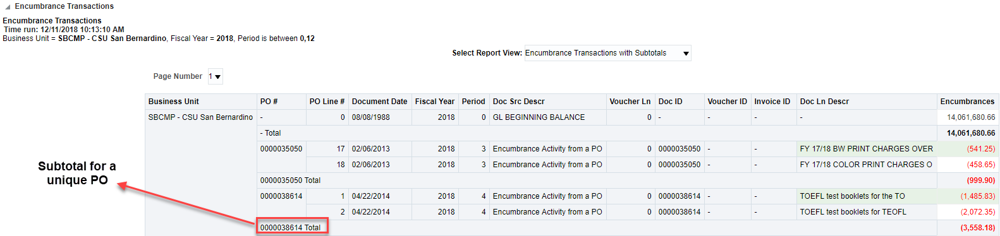 Encumbrance Transactions
Encumbrance Transactions
Time run: 12/11/2018 10:13:10 AM
Business Unit = SBCMP - CSU San Bernardino, Fiscal Year = 2018, Period is between 0,12
Select Report View: Encumbrance Transactions with Subtotals
Page Number 1
Business Unit PO # PO Line # Document Date Fiscal Year Period Doc Src Descr Voucher Ln Doc ID Voucher ID Invoice ID Doc Ln Descr Encumbrances
SBCMP - CSU San Bernardino - 0 08/08/1988 2018 0 GL BEGINNING BALANCE 0 - - - - 14,061,680.66
- Total 14,061,680.66
0000035050 17 02/06/2013 2018 3 Encumbrance Activity from a PO 0 0000035050 - - FY 17/18 BW PRINT CHARGES OVER (541.25)
18 02/06/2013 2018 3 Encumbrance Activity from a PO 0 0000035050 - - FY 17/18 COLOR PRINT CHARGES O (458.65)
0000035050 Total (999.90)
0000038614 1 04/22/2014 2018 4 Encumbrance Activity from a PO 0 0000038614 - - TOEFL test booklets for the TO (1,485.83)
2 04/22/2014 2018 4 Encumbrance Activity from a PO 0 0000038614 - - TOEFL test booklets for TEOFL (2,072.35)
0000038614 Total (3,558.18)
Subtotal for a
unique PO